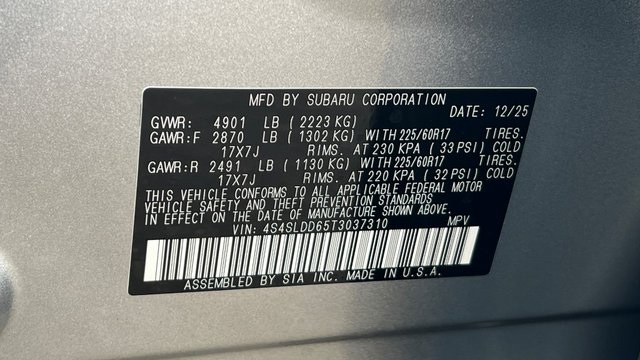 MFD BY SUBARU CORPORATION
DATE: 12/25
GVWR: 4901 LB (2223 KG)
GAWR:F 2870 LB (1302 KG) WITH 225/60R17 TIRES.
17X7J RIMS. AT 230 KPA (33 PSI) COLD
GAWR:R 2491 LB (1130 KG) WITH 225/60R17 TIRES.
17X7J RIMS. AT 220 KPA (32 PSI) COLD
THIS VEHICLE CONFORMS TO ALL APPLICABLE FEDERAL MOTOR
VEHICLE SAFETY AND THEFT PREVENTION STANDARDS
IN EFFECT ON THE DATE OF MANUFACTURE SHOWN ABOVE.
VIN: 4S4SLDD65T3037310 MPV
ASSEMBLED BY SIA INC. MADE IN U.S.A.